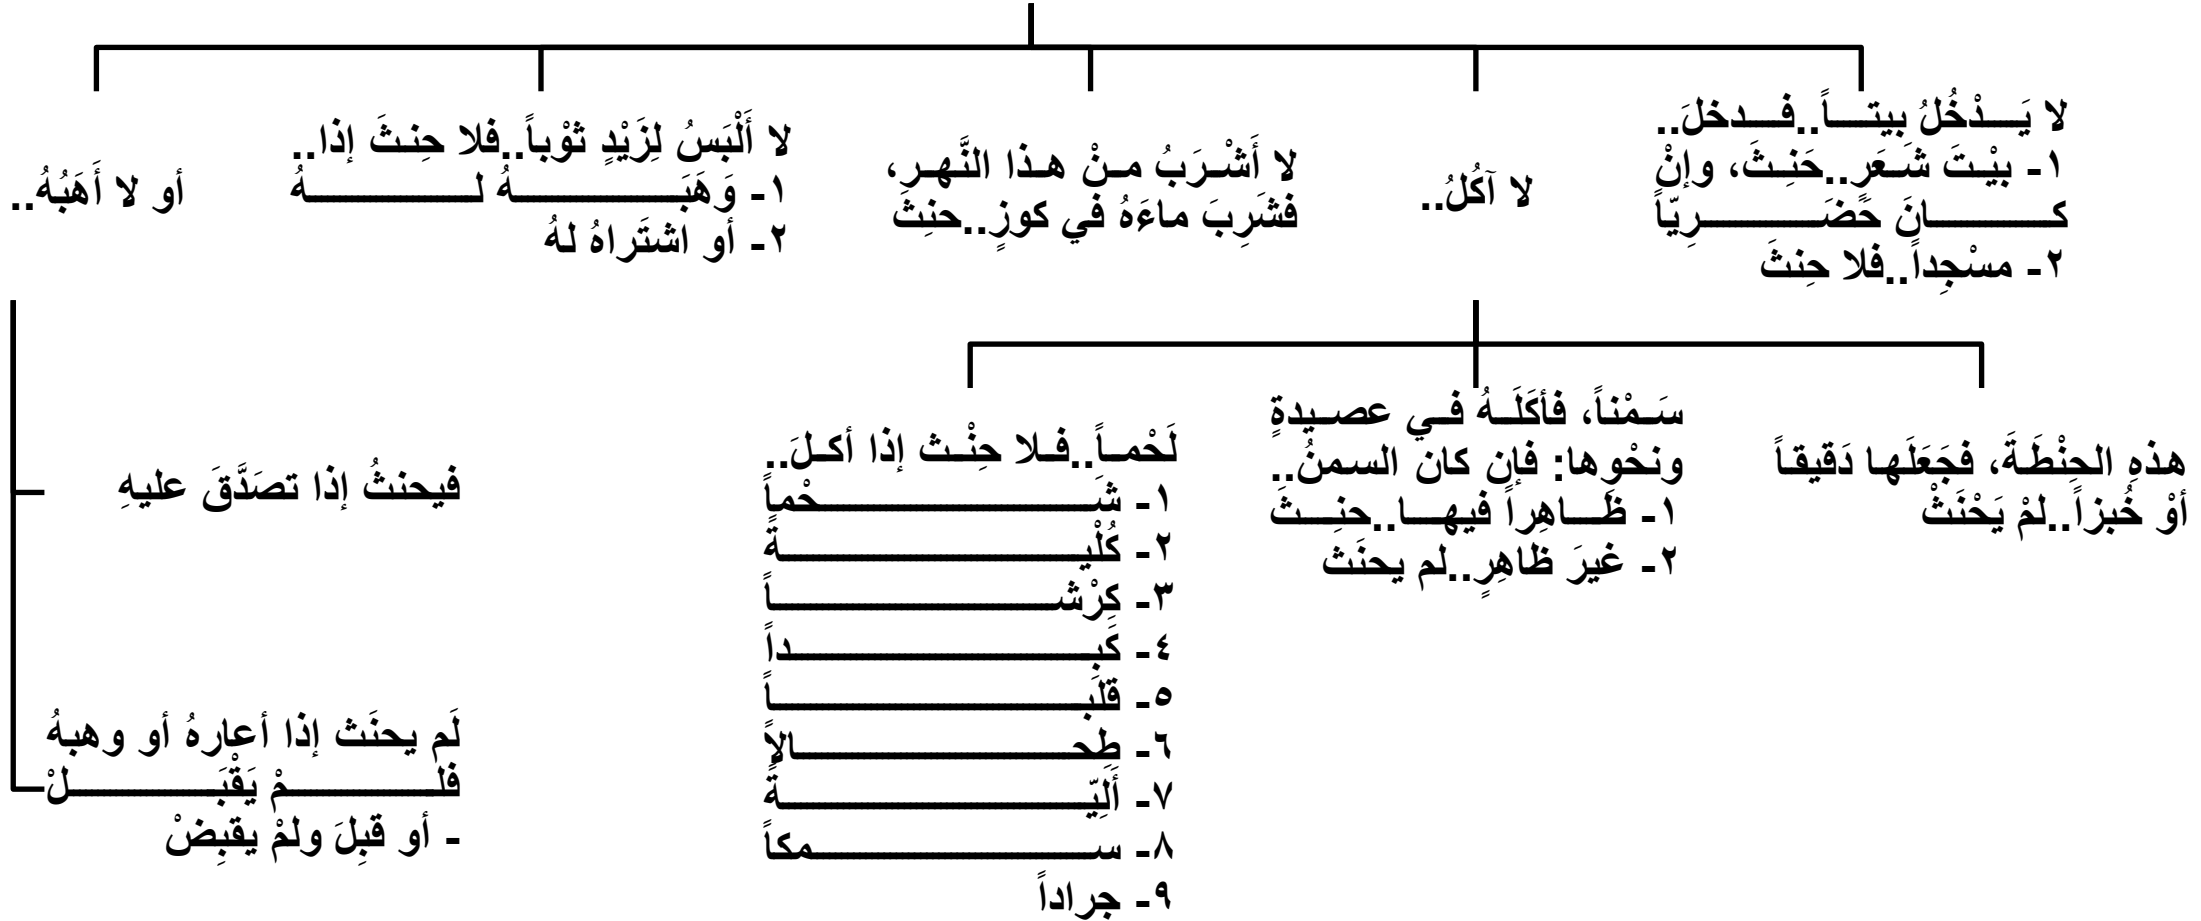 لا يَدْخُلُ بيتاً..فدخلَ..
١- بيْتَ شَعَرٍ..حَنِثَ، وإنْ
كانَ حَضَرِيّاً
٢- مسْجِداً..فلا حِنِثَ
لا آكُلُ..
لا أَشْرَبُ منْ هذا النَّهرِ،
فشَرِبَ ماءَهُ في كوزٍ..حنِثَ
لا أَلْبَسُ لِزَيْدٍ ثوْباً..فلا حِنثَ إذا..
١- وَهَبَهُ لهُ
٢- أو اشتَراهُ لهُ
أو لا أَهَبُهُ..
هذهِ الحِنْطَةَ، فجَعَلَها دَقيقاً
أوْ خُبزاً..لمْ يَحْنَثْ
سَمْناً، فأكَلَهُ في عصيدةٍ
ونحْوِها: فإن كان السمنُ..
١- ظَاهِراً فيها..حنِثَ
٢- غيرَ ظاهِرٍ..لم يحنَث
لَحْماً..فلا حِنْث إذا أكلَ..
١- شَحْماً
٢- كُلْيةً
٣- كِرْشاً
٤- كَبِداً
٥- قلَباً
٦- طِحالاً
٧- أَلِيّةً
٨- سمكاً
٩- جراداً
فيحنثُ إذا تصَدَّقَ عليهِ
لَم يحنَث إذا أعارهُ أو وهبهُ
فلمْ يَقْبَلْ
- أو قبِلَ ولمْ يقبِضْ